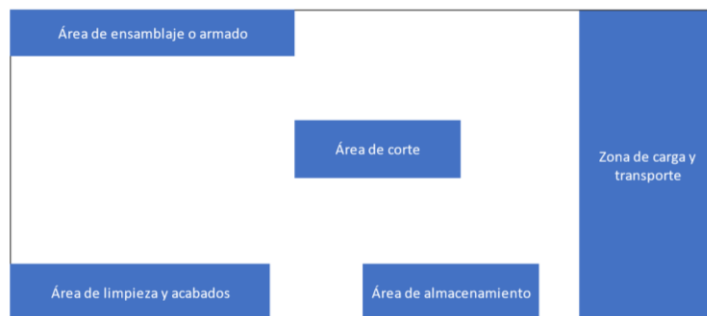 Área de ensamblaje o armado
Área de corte
Zona de carga y
transporte
Área de limpieza y acabados
Área de almacenamiento